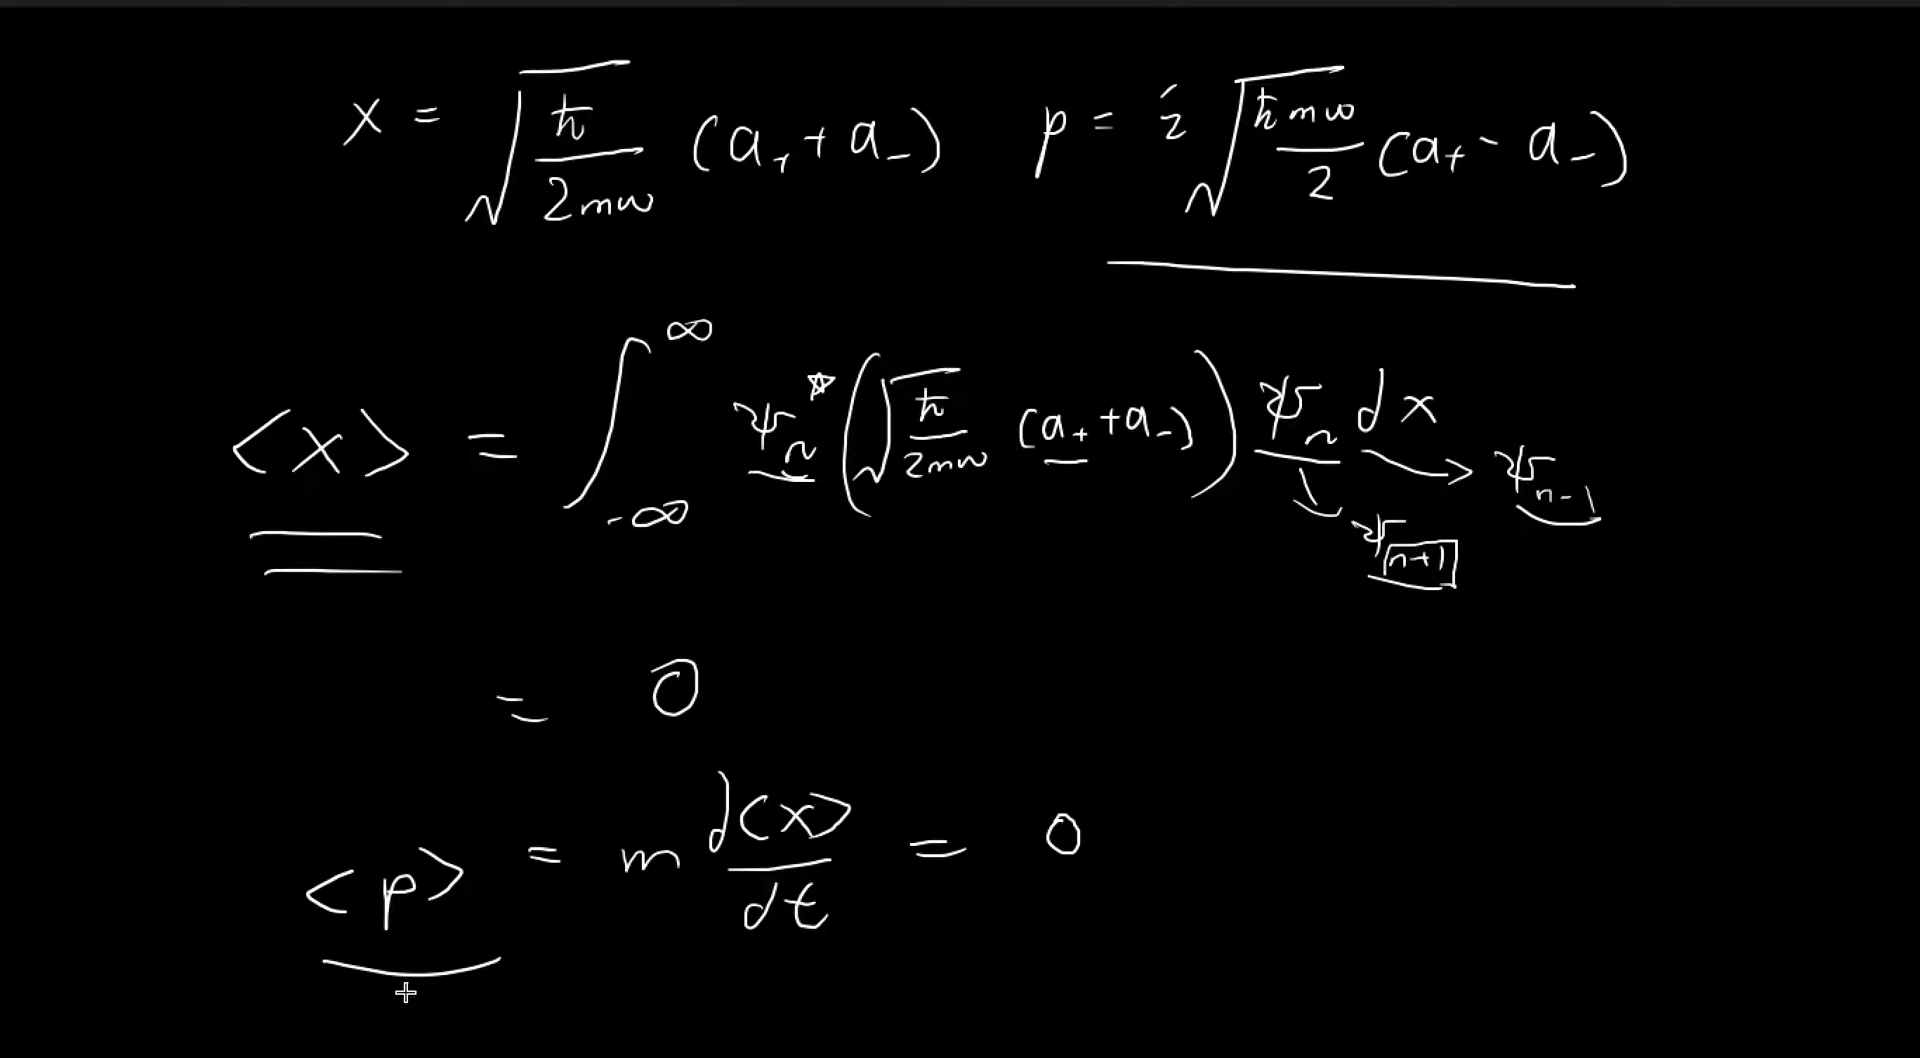 x = √(ħ/2mω) (a₊ + a₋) p = i √(ħmω/2) (a₊ - a₋)
<x> = ∫_{-∞}^{∞} ψₙ* (√(ħ/2mω) (a₊ + a₋)) ψₙ dx → ψₙ₋₁
↘ ψₙ₊₁
= 0
<p> = m d<x>/dt = 0